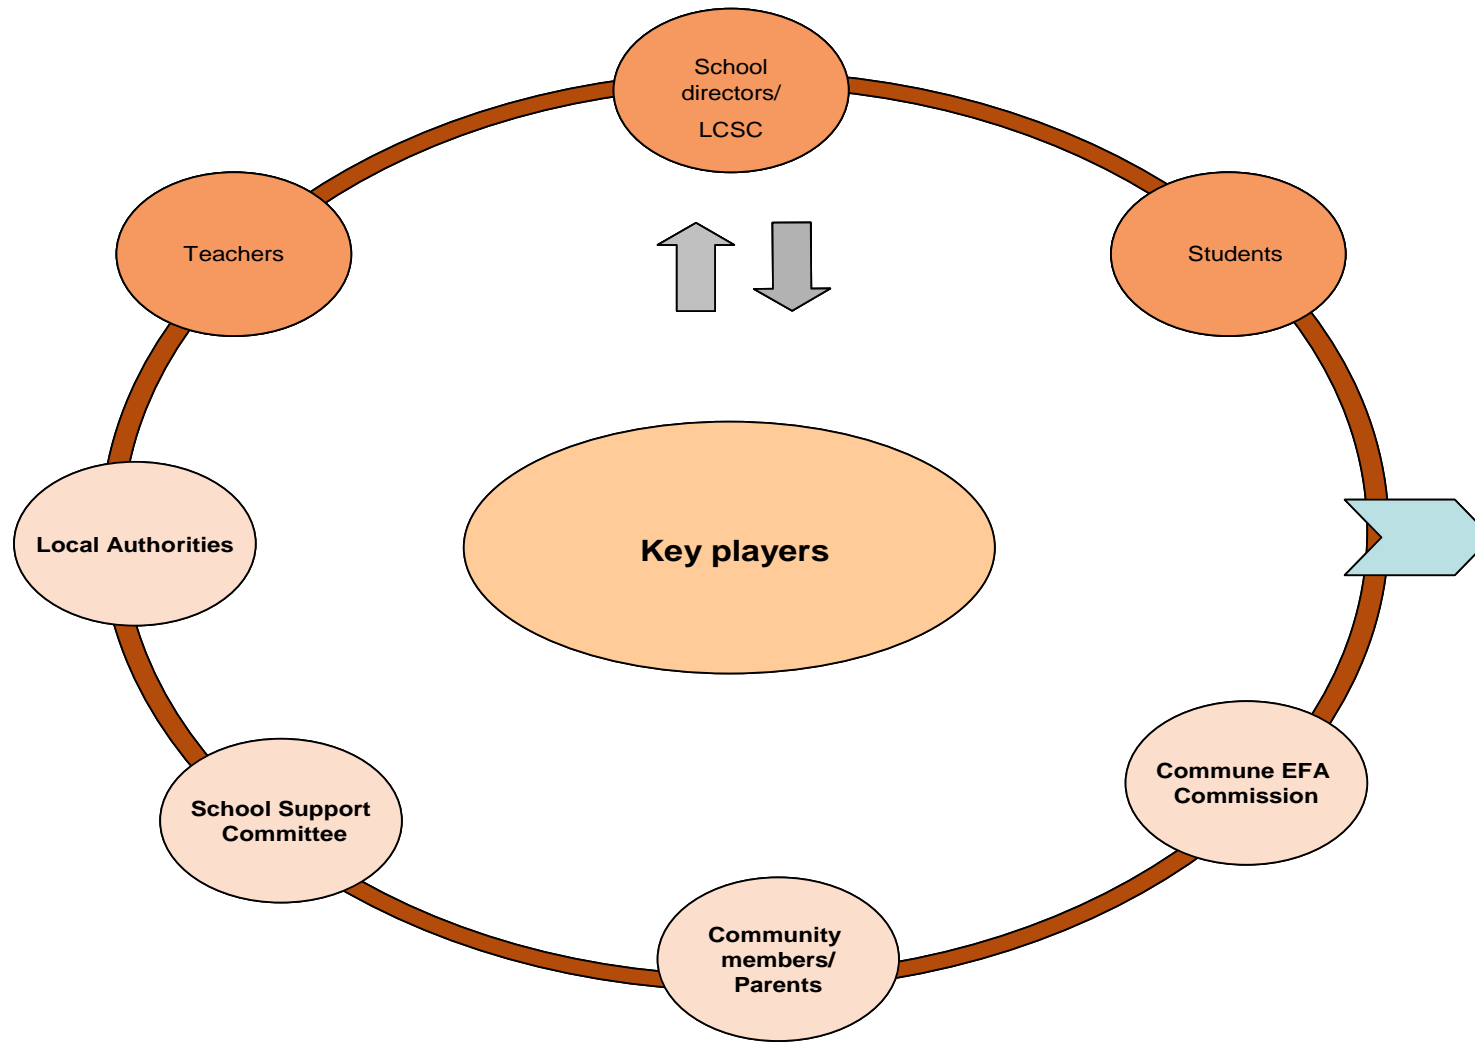 School
directors/
LCSC
Teachers
Students
Local Authorities
Key players
School Support
Committee
Commune EFA
Commission
Community
members/
Parents